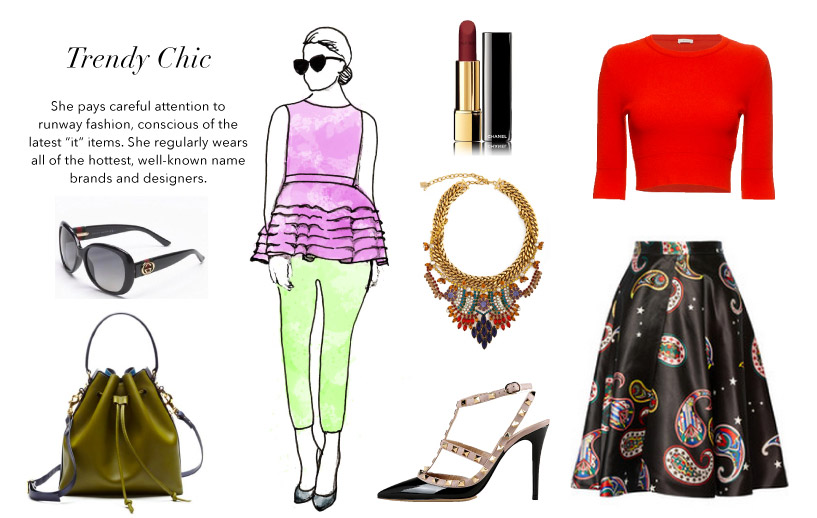 Trendy Chic
She pays careful attention to
runway fashion, conscious of the
latest “it” items. She regularly wears
all of the hottest, well-known name
brands and designers.
CHANEL